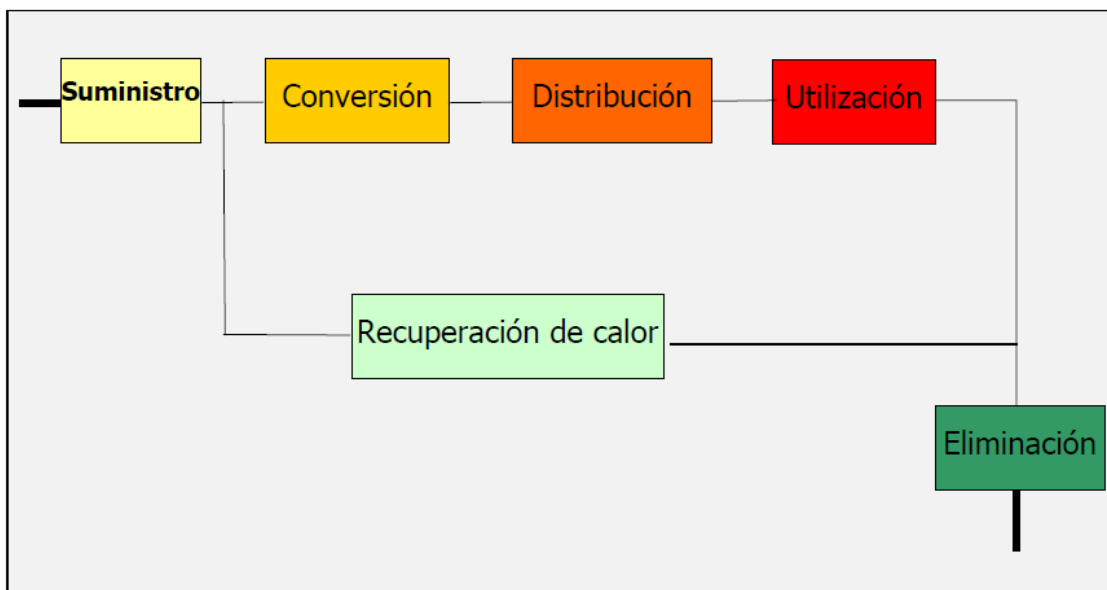 Suministro
Conversión
Distribución
Utilización
Recuperación de calor
Eliminación